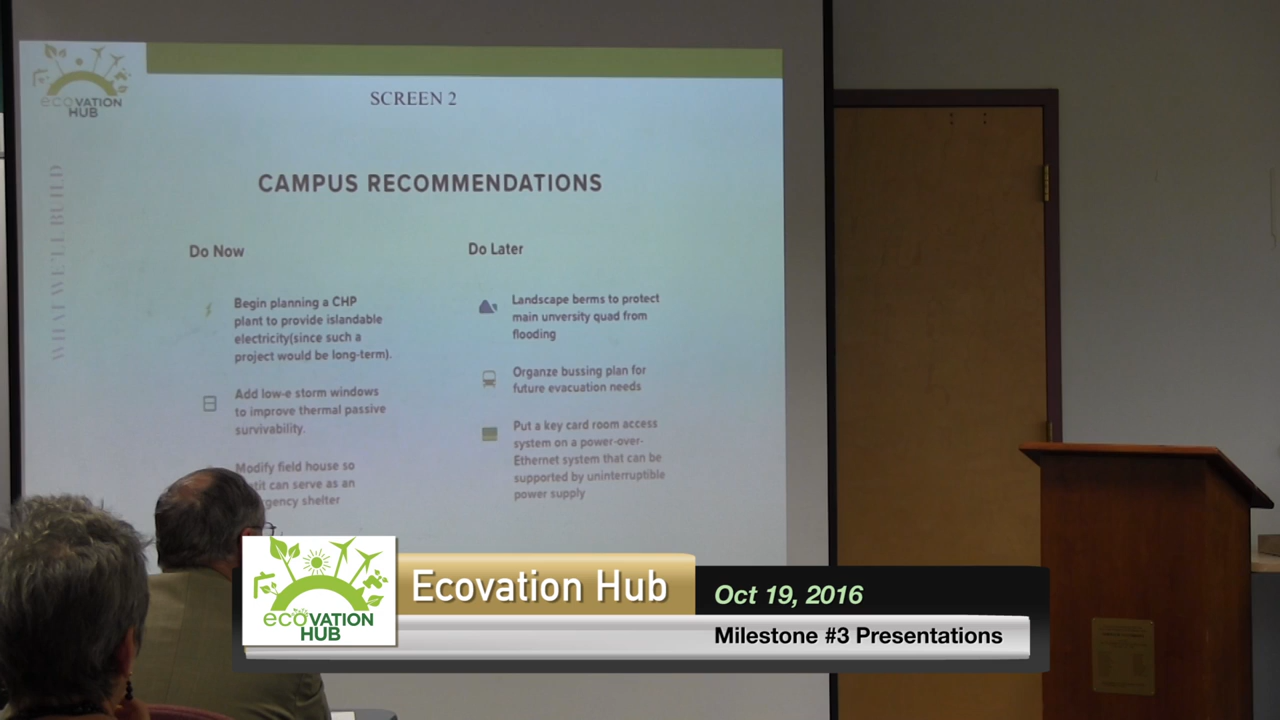 ecovation
HUB
SCREEN 2
WHAT WE'LL BUILD
CAMPUS RECOMMENDATIONS
Do Now
Begin planning a CHP
plant to provide islandable
electricity(since such a
project would be long-term).
Add low-e storm windows
to improve thermal passive
survivability.
Modify field house so
can serve as an
shelter
Do Later
Landscape berms to protect
main unversity quad from
flooding
Organze bussing plan for
future evacuation needs
Put a key card room access
system on a power-over-
Ethernet system that can be
supported by uninterruptible
power supply
ecoVATION
HUB
Ecovation Hub
Oct 19, 2016
Milestone #3 Presentations